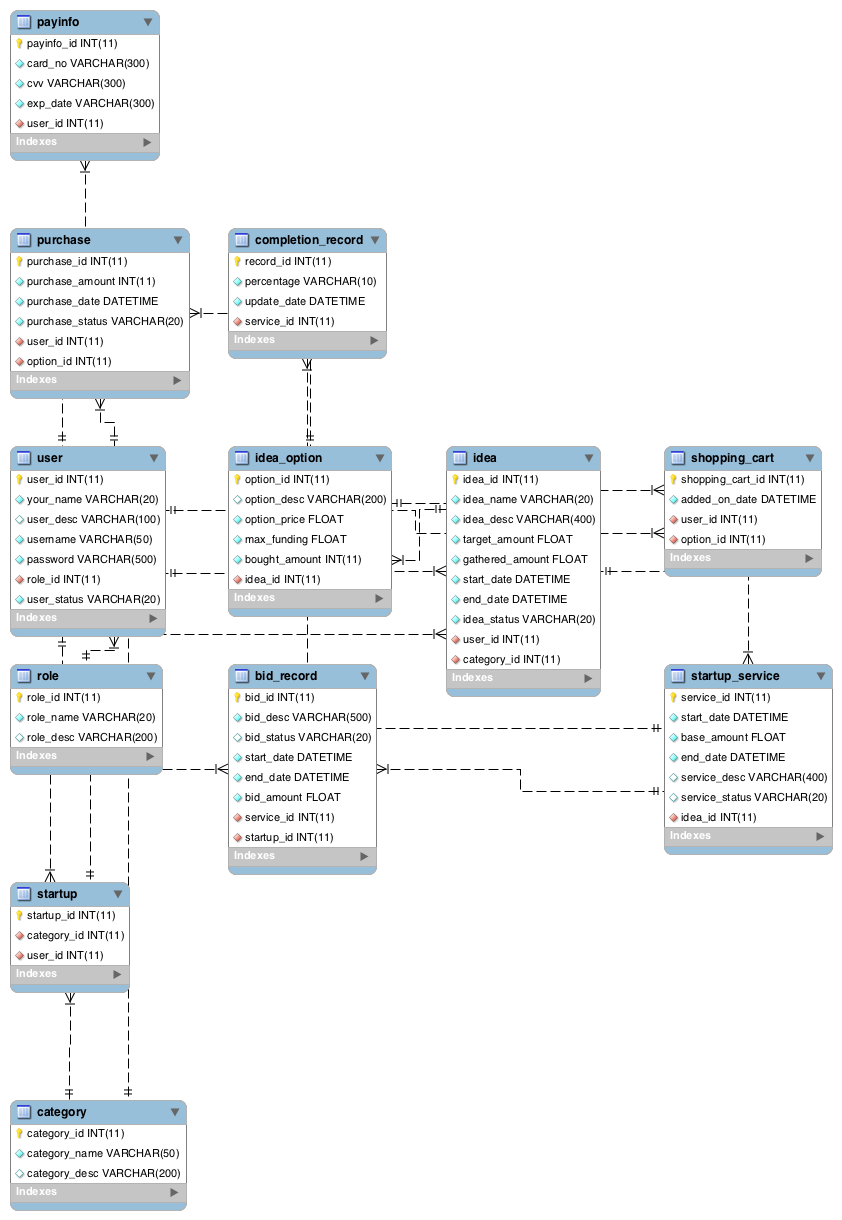 payinfo
payinfo_id INT(11)
card_no VARCHAR(300)
cvv VARCHAR(300)
exp_date VARCHAR(300)
user_id INT(11)
Indexes
purchase
purchase_id INT(11)
purchase_amount INT(11)
purchase_date DATETIME
purchase_status VARCHAR(20)
user_id INT(11)
option_id INT(11)
Indexes
completion_record
record_id INT(11)
percentage VARCHAR(10)
update_date DATETIME
service_id INT(11)
Indexes
user
user_id INT(11)
your_name VARCHAR(20)
user_desc VARCHAR(100)
username VARCHAR(50)
password VARCHAR(500)
role_id INT(11)
user_status VARCHAR(20)
Indexes
idea_option
option_id INT(11)
option_desc VARCHAR(200)
option_price FLOAT
max_funding FLOAT
bought_amount INT(11)
idea_id INT(11)
Indexes
idea
idea_id INT(11)
idea_name VARCHAR(20)
idea_desc VARCHAR(400)
target_amount FLOAT
gathered_amount FLOAT
start_date DATETIME
end_date DATETIME
idea_status VARCHAR(20)
user_id INT(11)
category_id INT(11)
Indexes
shopping_cart
shopping_cart_id INT(11)
added_on_date DATETIME
user_id INT(11)
option_id INT(11)
Indexes
role
role_id INT(11)
role_name VARCHAR(20)
role_desc VARCHAR(200)
Indexes
bid_record
bid_id INT(11)
bid_desc VARCHAR(500)
bid_status VARCHAR(20)
start_date DATETIME
end_date DATETIME
bid_amount FLOAT
service_id INT(11)
startup_id INT(11)
Indexes
startup_service
service_id INT(11)
start_date DATETIME
base_amount FLOAT
end_date DATETIME
service_desc VARCHAR(400)
service_status VARCHAR(20)
idea_id INT(11)
Indexes
startup
startup_id INT(11)
category_id INT(11)
user_id INT(11)
Indexes
category
category_id INT(11)
category_name VARCHAR(50)
category_desc VARCHAR(200)
Indexes